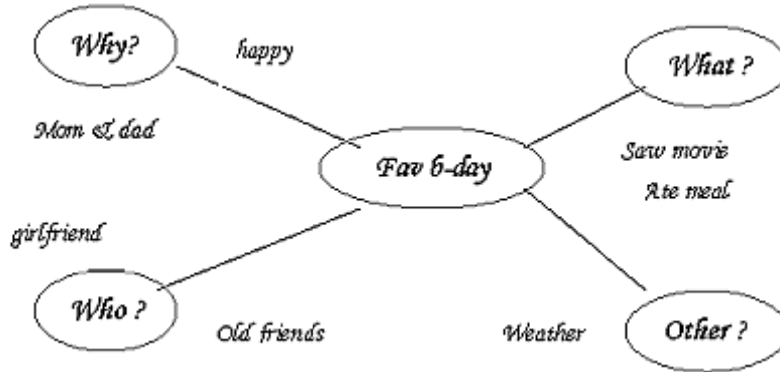 Why?
happy
What ?
Mom & dad
Fav b-day
Saw movie
Ate meal
girlfriend
Who ?
Old friends
Weather
Other ?